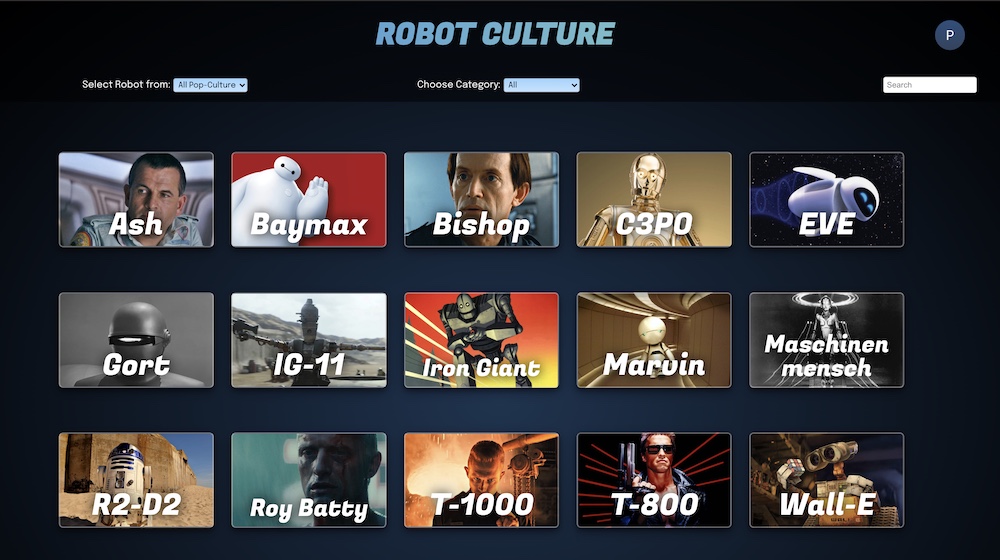 ROBOT CULTURE
P
Select Robot from: All Pop-Culture
Choose Category: All
Search
Ash
Baymax
Bishop
C3PO
EVE
Gort
IG-11
Iron Giant
Marvin
Maschinen
mensch
R2-D2
Roy Batty
T-1000
T-800
Wall-E